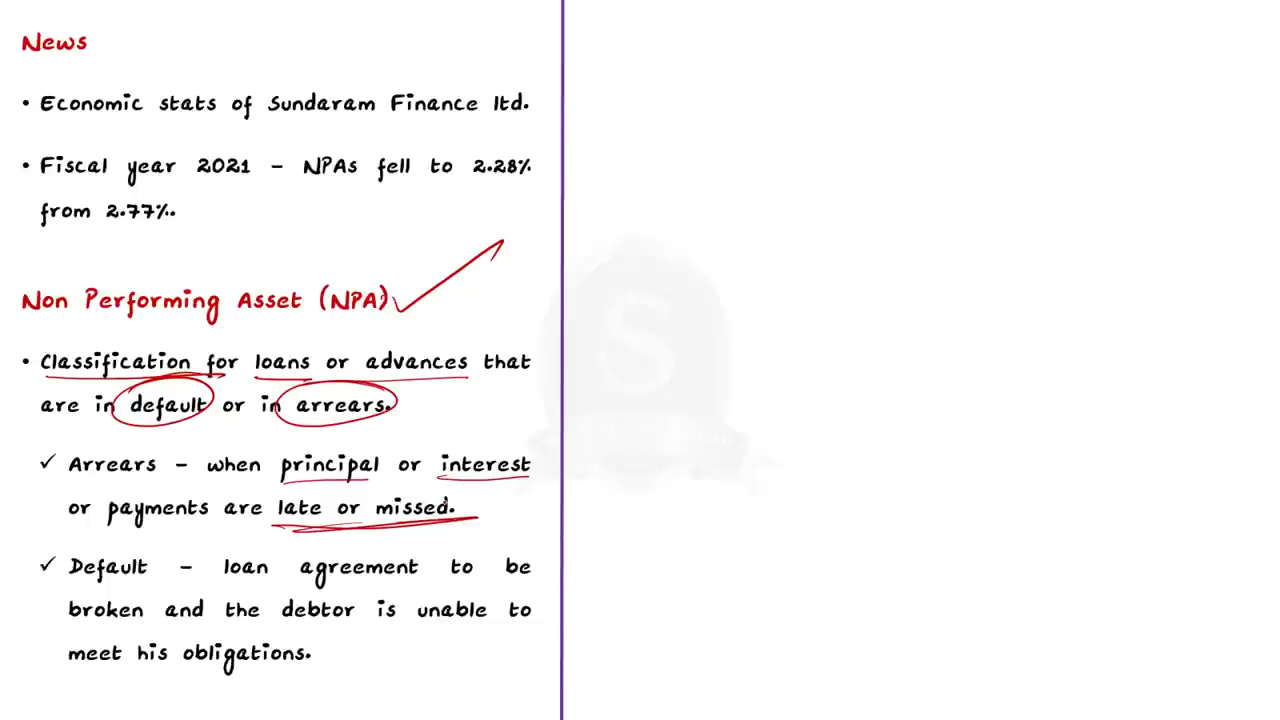 News
• Economic stats of Sundaram Finance ltd.
• Fiscal year 2021 – NPAs fell to 2.28%
from 2.77%.
Non Performing Asset (NPA)
• Classification for loans or advances that
are in default or in arrears.
✓ Arrears – when principal or interest
or payments are late or missed.
✓ Default – loan agreement to be
broken and the debtor is unable to
meet his obligations.
S